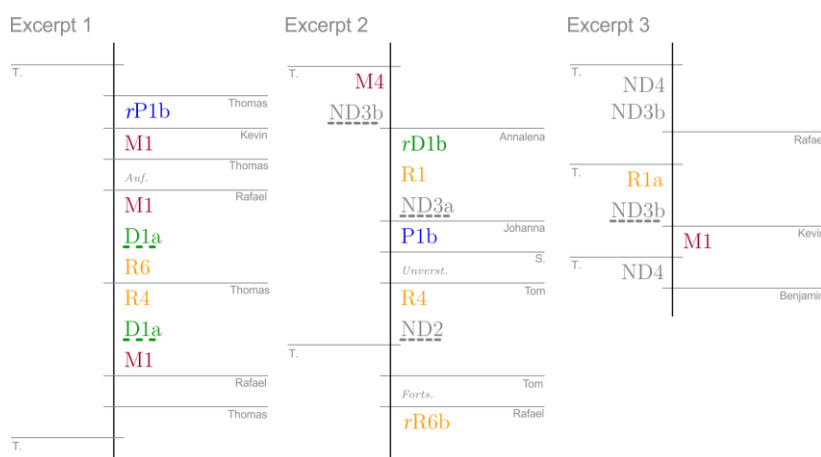 Excerpt 1
T.
Thomas
rP1b
Kevin
M1
Thomas
Auf.
Rafael
M1
D1a
R6
Thomas
R4
D1a
M1
Rafael
Thomas
T.
Excerpt 2
T.
M4
ND3b
Annalena
rD1b
R1
ND3a
Johanna
P1b
S.
Unverst.
Tom
R4
ND2
T.
Tom
Forts.
Rafael
rR6b
Excerpt 3
T.
ND4
ND3b
Rafael
T.
R1a
ND3b
Kevin
M1
T.
ND4
Benjamin